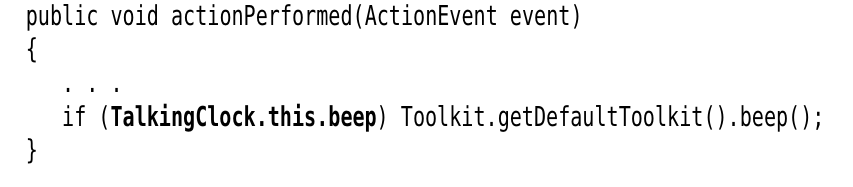 public void actionPerformed(ActionEvent event)
{
. . .
if (TalkingClock.this.beep) Toolkit.getDefaultToolkit().beep();
}